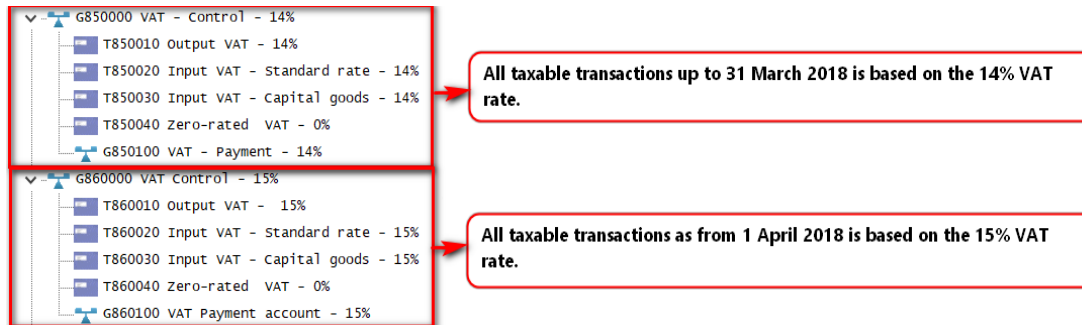 G850000 VAT - Control - 14%
T850010 Output VAT - 14%
T850020 Input VAT - Standard rate - 14%
T850030 Input VAT - Capital goods - 14%
T850040 Zero-rated VAT - 0%
G850100 VAT - Payment - 14%
All taxable transactions up to 31 March 2018 is based on the 14% VAT
rate.
G860000 VAT Control - 15%
T860010 Output VAT - 15%
T860020 Input VAT - Standard rate - 15%
T860030 Input VAT - Capital goods - 15%
T860040 Zero-rated VAT - 0%
G860100 VAT Payment account - 15%
All taxable transactions as from 1 April 2018 is based on the 15% VAT
rate.